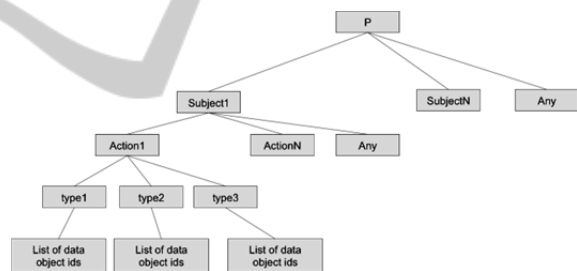 P
Subject1
SubjectN
Any
Action1
ActionN
Any
type1
type2
type3
List of data
object ids
List of data
object ids
List of data
object ids